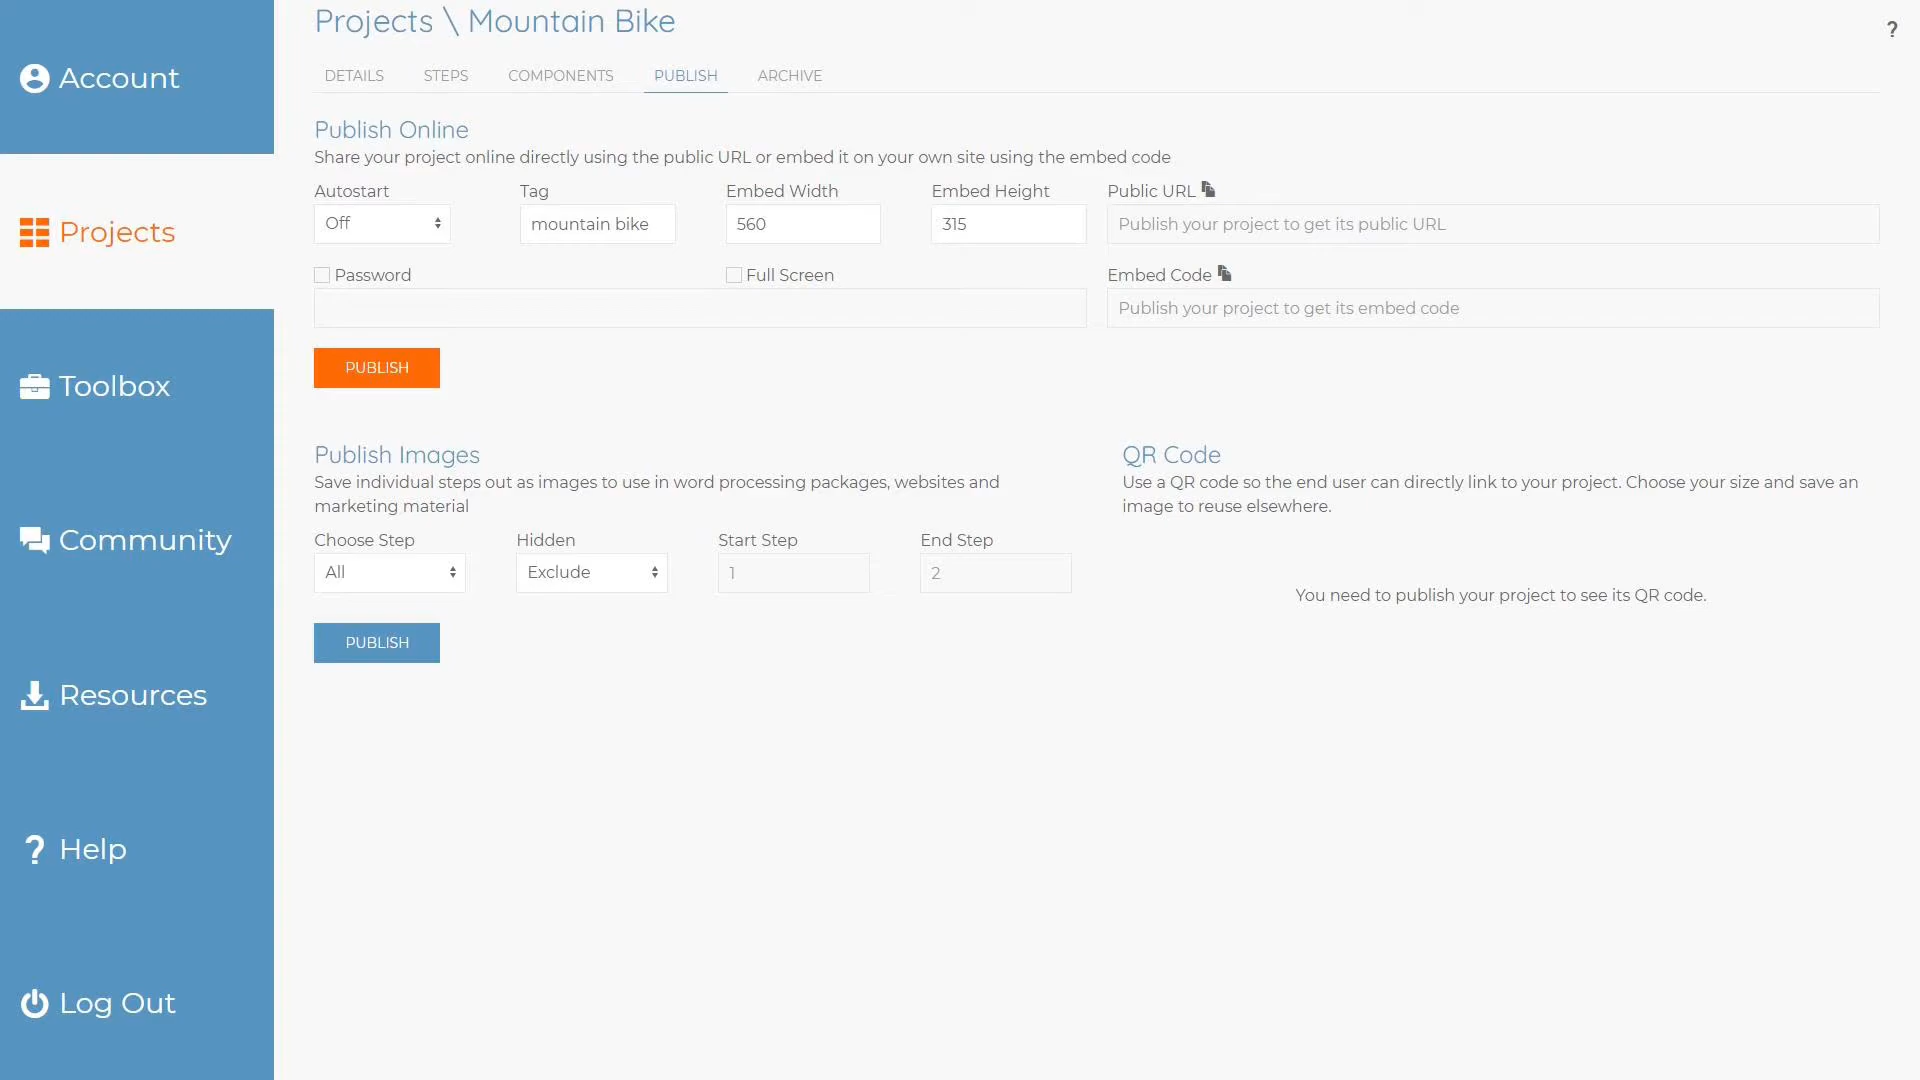 Account
Projects
Toolbox
Community
Resources
Help
Log Out
Projects \ Mountain Bike
?
DETAILS STEPS COMPONENTS PUBLISH ARCHIVE
Publish Online
Share your project online directly using the public URL or embed it on your own site using the embed code
Autostart Tag Embed Width Embed Height Public URL
Off mountain bike 560 315 Publish your project to get its public URL
Password Full Screen Embed Code
Publish your project to get its embed code
PUBLISH
Publish Images
Save individual steps out as images to use in word processing packages, websites and
marketing material
Choose Step Hidden Start Step End Step
All Exclude 1 2
PUBLISH
QR Code
Use a QR code so the end user can directly link to your project. Choose your size and save an
image to reuse elsewhere.
You need to publish your project to see its QR code.